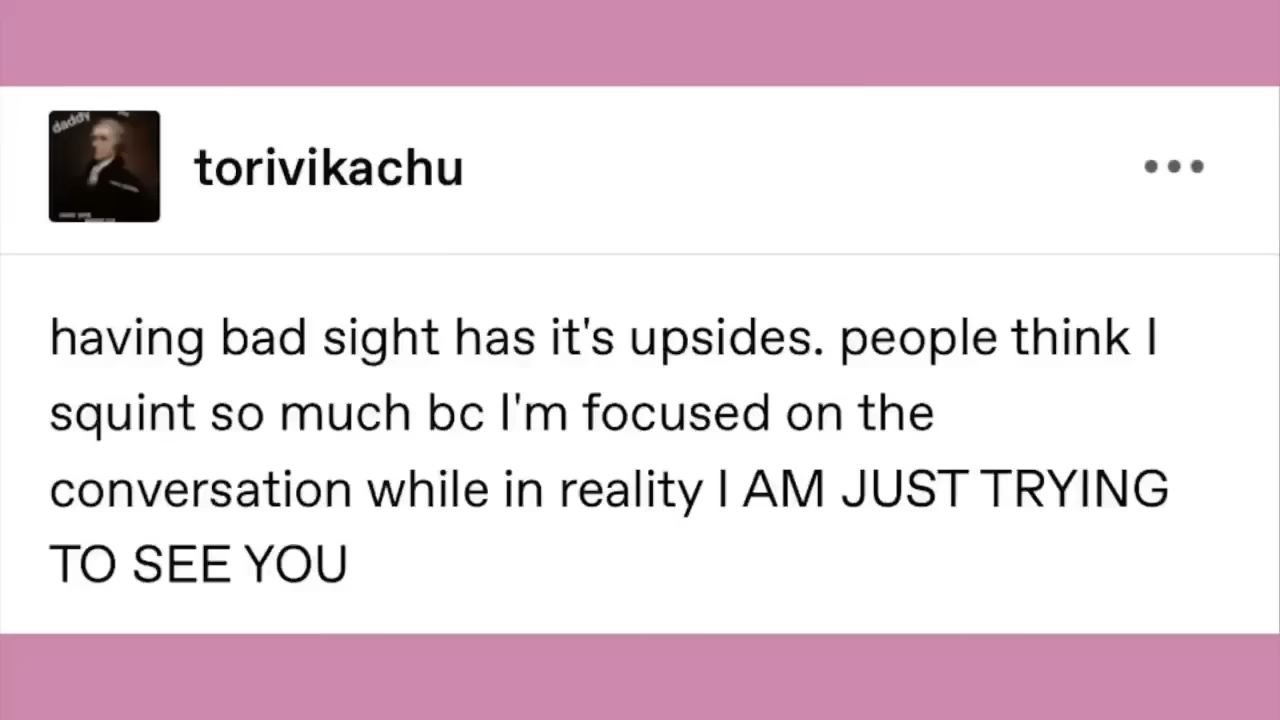 daddy
torivikachu
having bad sight has it's upsides. people think I
squint so much bc I'm focused on the
conversation while in reality I AM JUST TRYING
TO SEE YOU